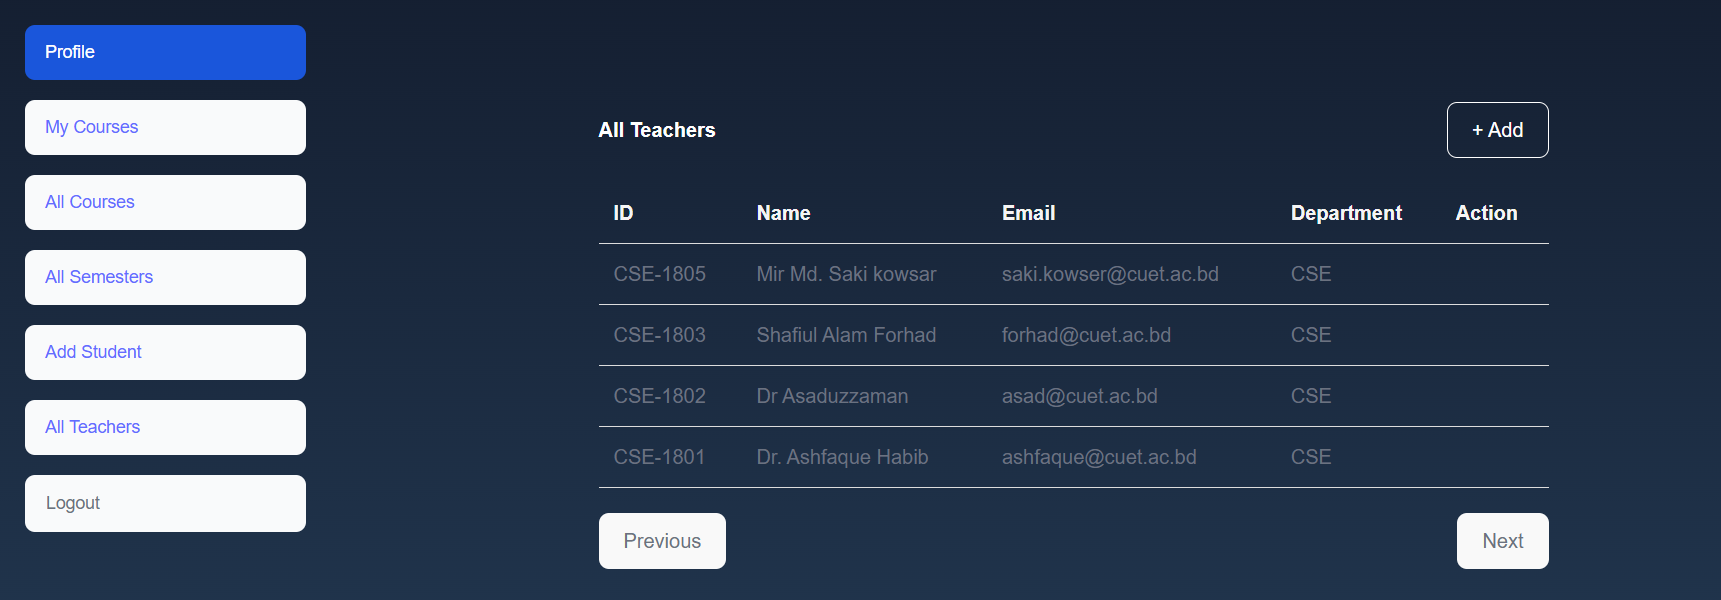 Profile
My Courses
All Courses
All Semesters
Add Student
All Teachers
Logout
All Teachers
+ Add
ID Name Email Department Action
CSE-1805 Mir Md. Saki kowsar saki.kowser@cuet.ac.bd CSE
CSE-1803 Shafiul Alam Forhad forhad@cuet.ac.bd CSE
CSE-1802 Dr Asaduzzaman asad@cuet.ac.bd CSE
CSE-1801 Dr. Ashfaque Habib ashfaque@cuet.ac.bd CSE
Previous Next